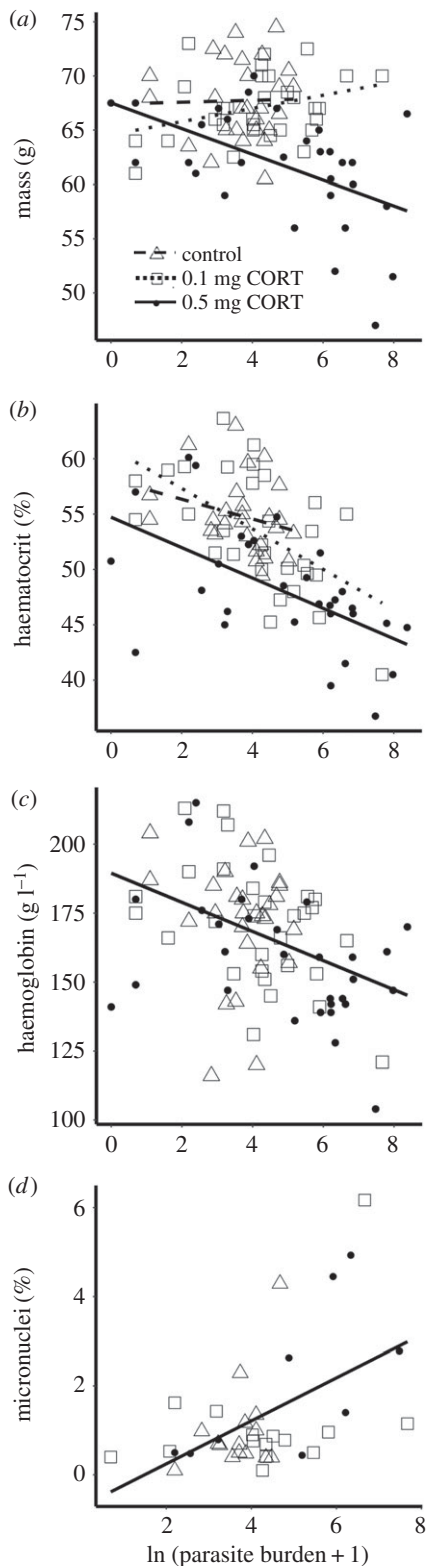 (a)
75
70
65
60
55
50
mass (g)
control
0.1 mg CORT
0.5 mg CORT
0 2 4 6 8
(b)
60
55
50
45
40
haematocrit (%)
0 2 4 6 8
(c)
200
175
150
125
100
haemoglobin (g l⁻¹)
0 2 4 6 8
(d)
6
4
2
0
micronuclei (%)
2 4 6 8
ln (parasite burden + 1)